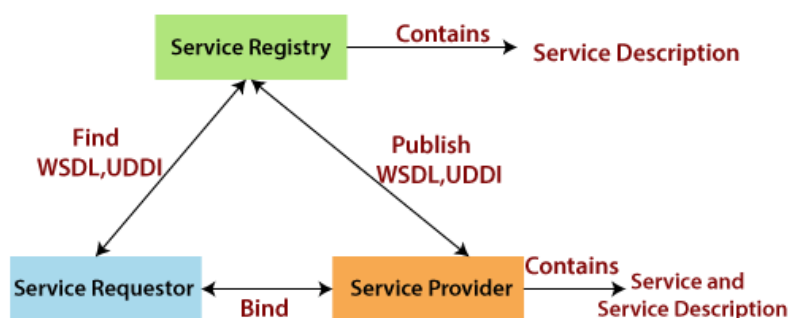 Service Registry
Contains
Service Description
Find
WSDL,UDDI
Publish
WSDL,UDDI
Service Requestor
Bind
Service Provider
Contains
Service and
Service Description